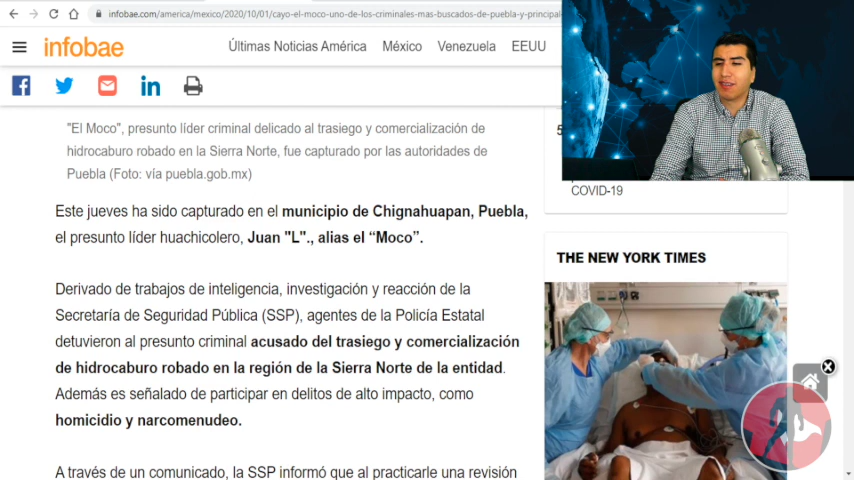 infobae.com/america/mexico/2020/10/01/cayo-el-moco-uno-de-los-criminales-mas-buscados-de-puebla-y-principal-
infobae
Últimas Noticias América México Venezuela EEUU
"El Moco", presunto líder criminal delicado al trasiego y comercialización de
hidrocaburo robado en la Sierra Norte, fue capturado por las autoridades de
Puebla (Foto: vía puebla.gob.mx)
Este jueves ha sido capturado en el municipio de Chignahuapan, Puebla,
el presunto líder huachicolero, Juan "L"., alias el “Moco”.
Derivado de trabajos de inteligencia, investigación y reacción de la
Secretaría de Seguridad Pública (SSP), agentes de la Policía Estatal
detuvieron al presunto criminal acusado del trasiego y comercialización
de hidrocaburo robado en la región de la Sierra Norte de la entidad.
Además es señalado de participar en delitos de alto impacto, como
homicidio y narcomenudeo.
A través de un comunicado, la SSP informó que al practicarle una revisión
COVID-19
THE NEW YORK TIMES